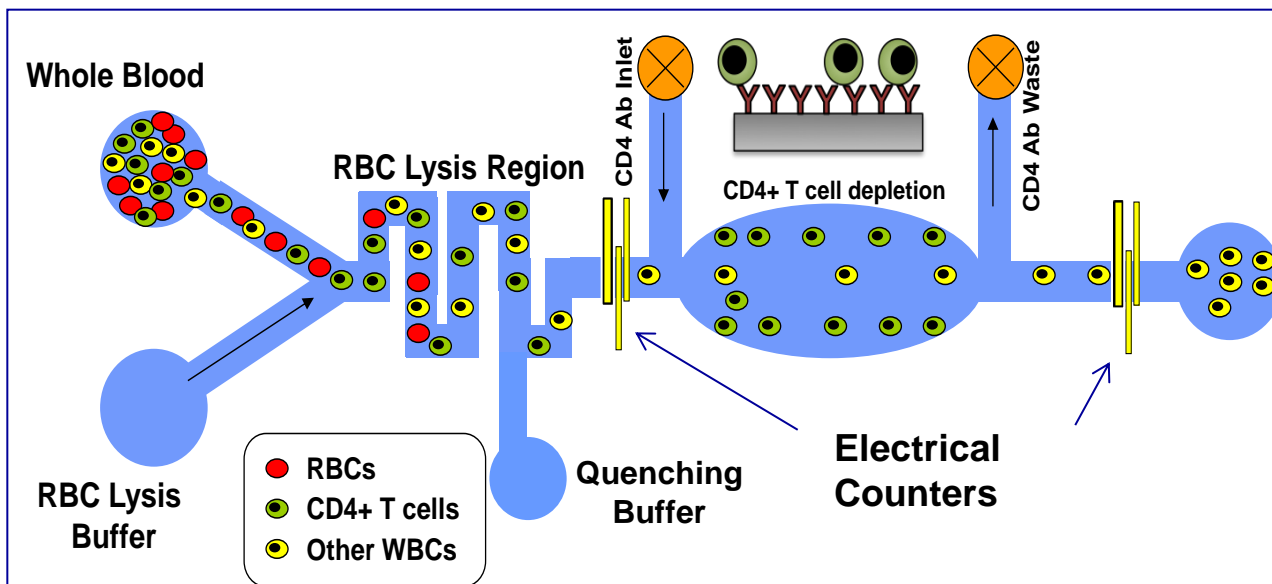 Whole Blood
RBC Lysis Region
CD4 Ab Inlet
CD4+ T cell depletion
CD4 Ab Waste
RBC Lysis
Buffer
RBCs
CD4+ T cells
Other WBCs
Quenching
Buffer
Electrical
Counters